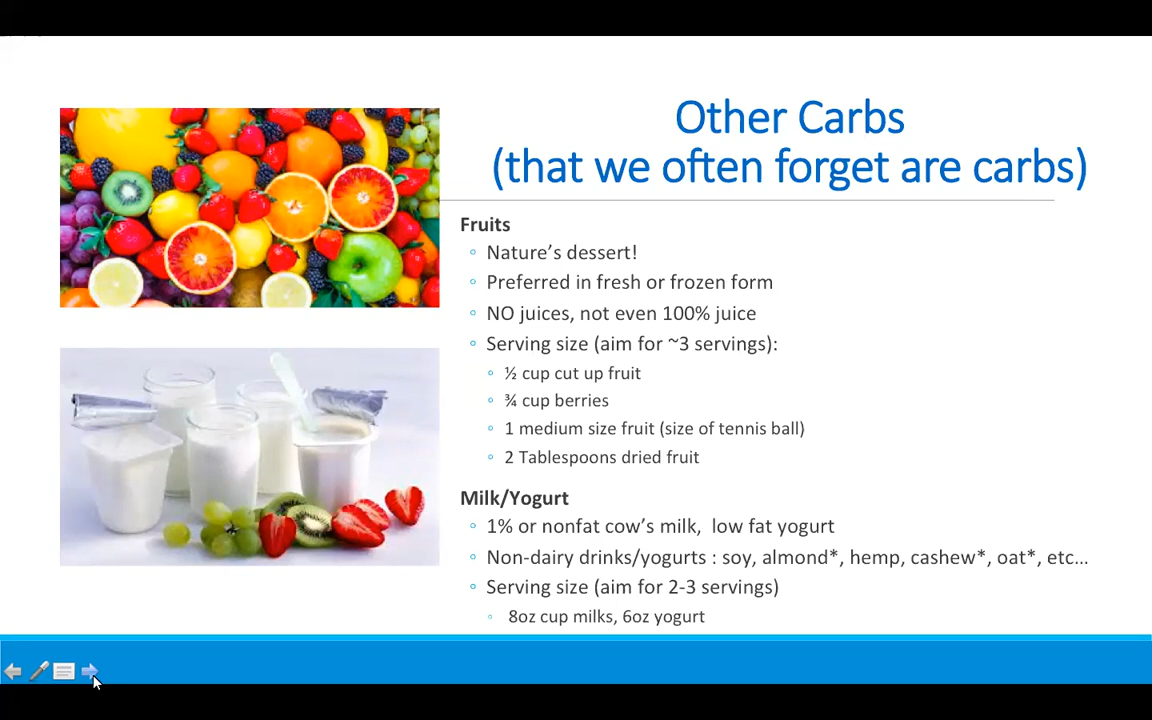 Other Carbs
(that we often forget are carbs)
Fruits
◦ Nature’s dessert!
◦ Preferred in fresh or frozen form
◦ NO juices, not even 100% juice
◦ Serving size (aim for ~3 servings):
◦ ½ cup cut up fruit
◦ ¾ cup berries
◦ 1 medium size fruit (size of tennis ball)
◦ 2 Tablespoons dried fruit
Milk/Yogurt
◦ 1% or nonfat cow’s milk, low fat yogurt
◦ Non-dairy drinks/yogurts : soy, almond*, hemp, cashew*, oat*, etc...
◦ Serving size (aim for 2-3 servings)
◦ 8oz cup milks, 6oz yogurt